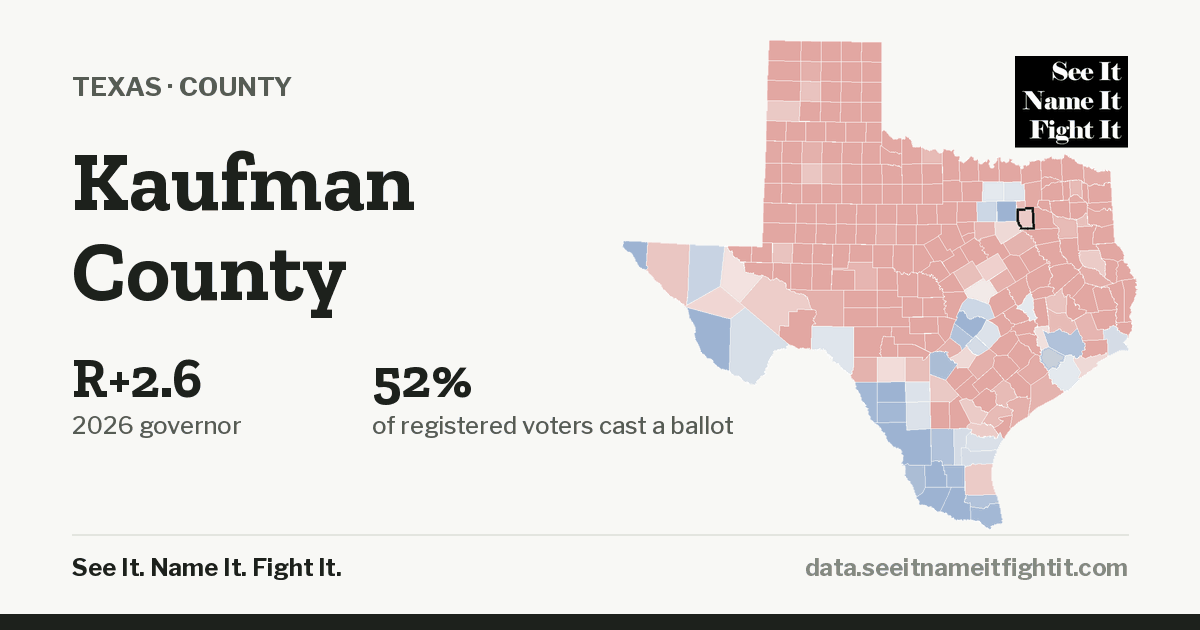 TEXAS · COUNTY
Kaufman
County
R+2.6
2026 governor
52%
of registered voters cast a ballot
See It
Name It
Fight It
See It. Name It. Fight It.
data.seeitnameitfightit.com